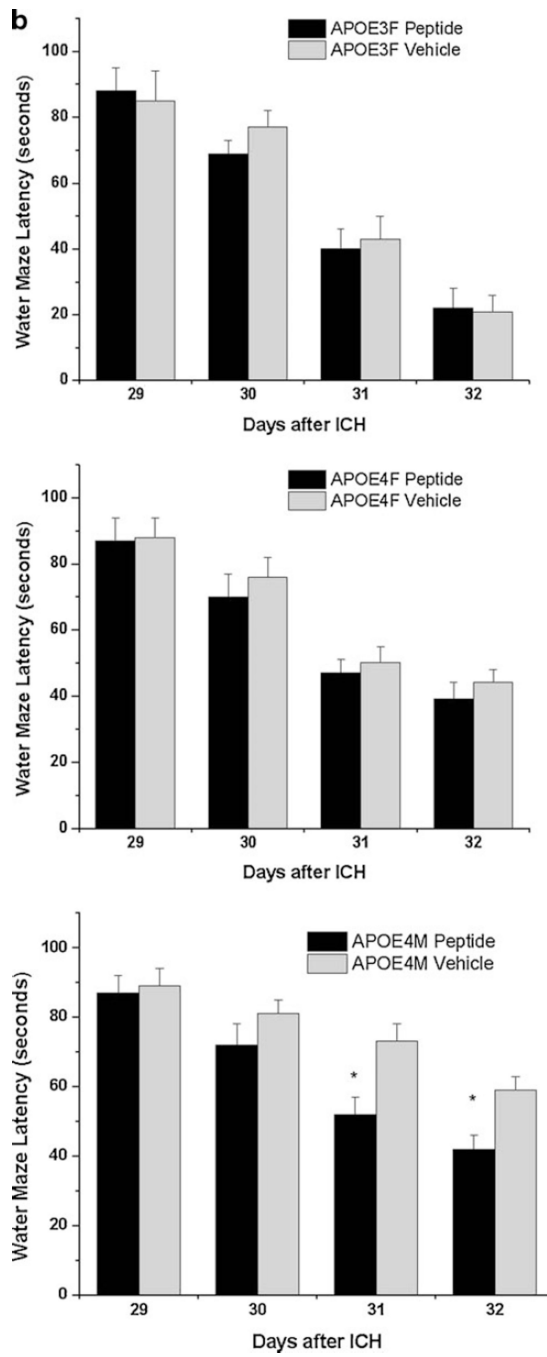 b
APOE3F Peptide
APOE3F Vehicle
Water Maze Latency (seconds)
100
80
60
40
20
0
29 30 31 32
Days after ICH
APOE4F Peptide
APOE4F Vehicle
Water Maze Latency (seconds)
100
80
60
40
20
0
29 30 31 32
Days after ICH
APOE4M Peptide
APOE4M Vehicle
Water Maze Latency (seconds)
100
80
60
40
20
0
* *
29 30 31 32
Days after ICH